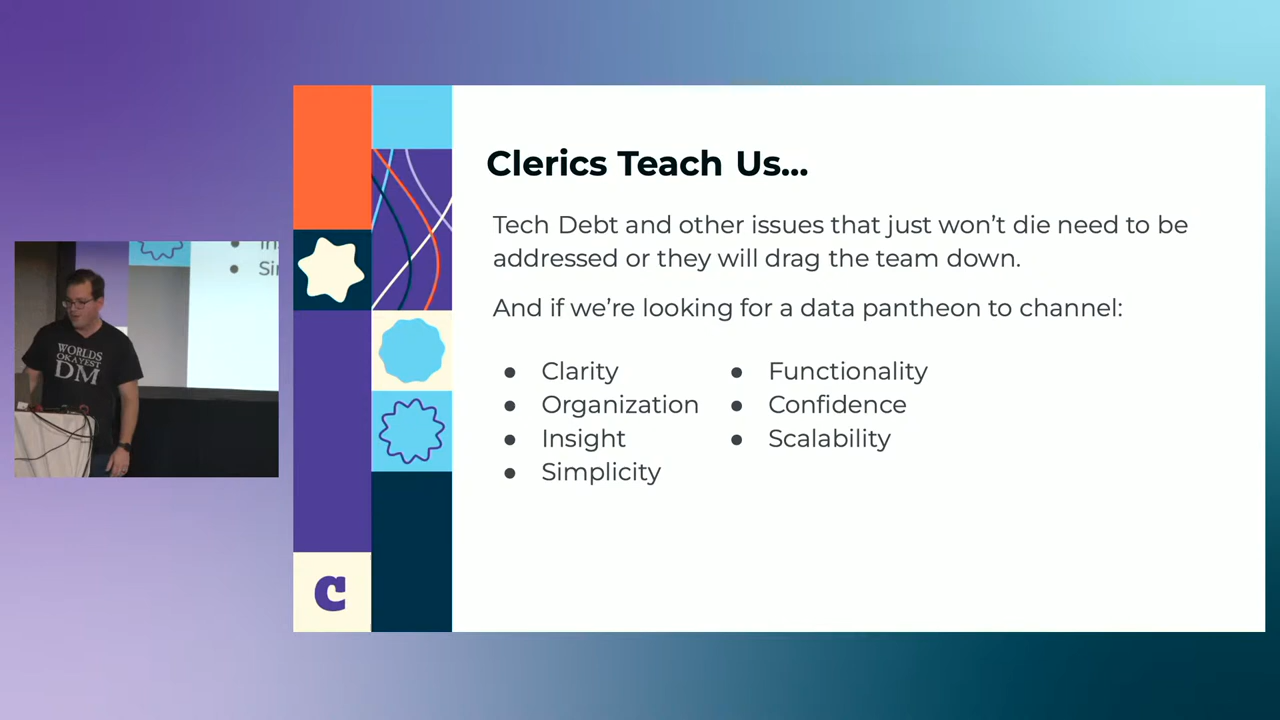 Clerics Teach Us...
Tech Debt and other issues that just won't die need to be
addressed or they will drag the team down.
And if we're looking for a data pantheon to channel:
● Clarity
● Organization
● Insight
● Simplicity
● Functionality
● Confidence
● Scalability
C
WORLDS
OKAYEST
DM
● In
● Si